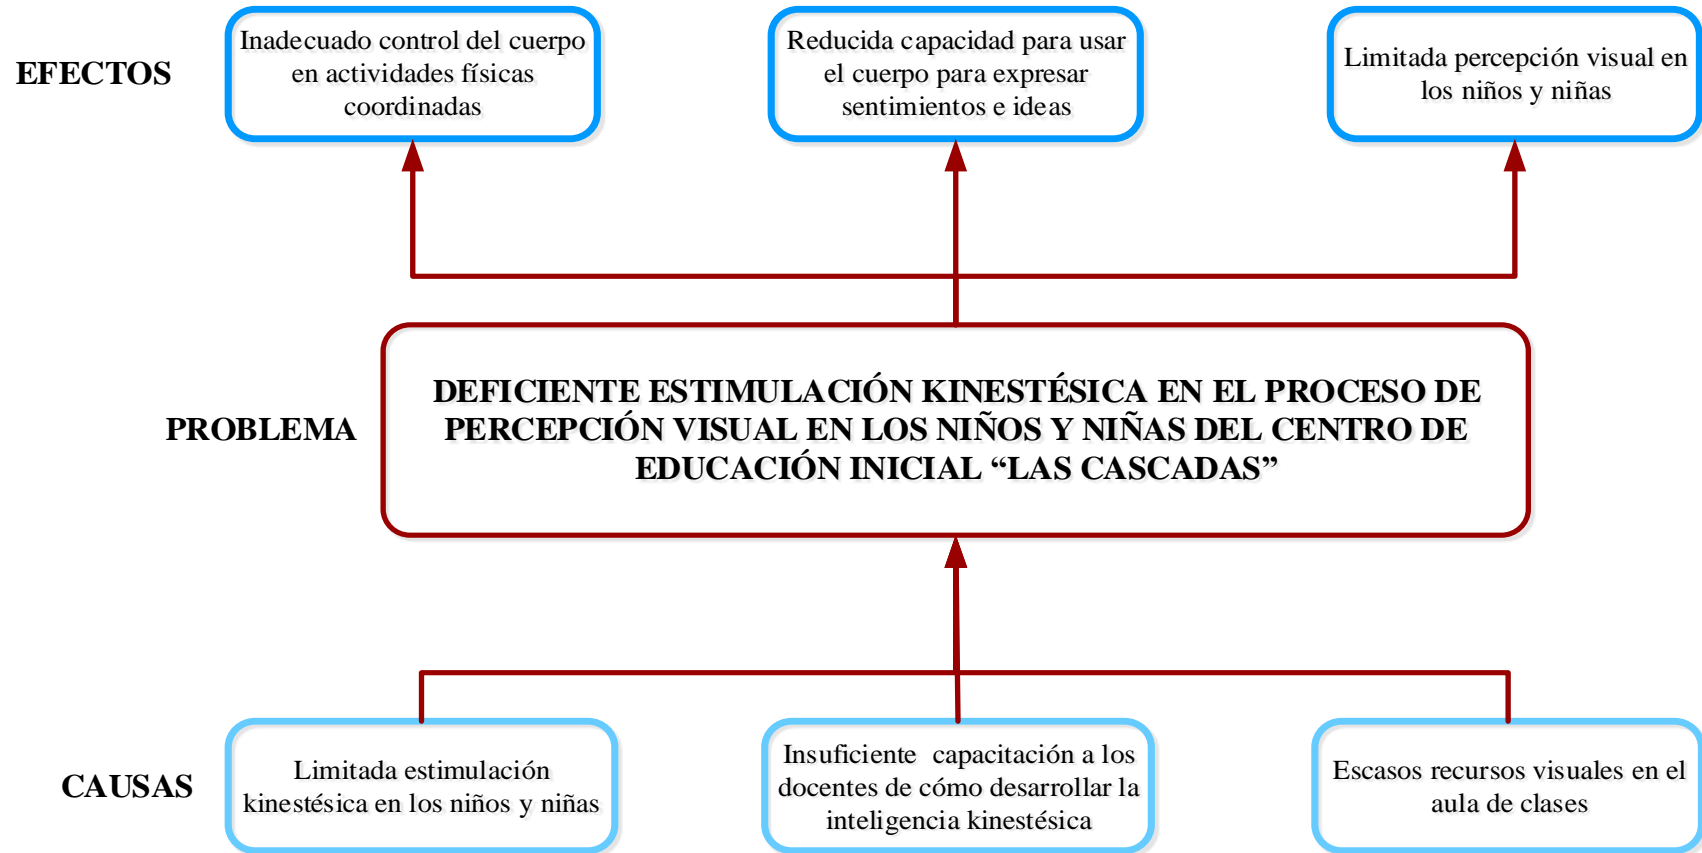 EFECTOS
Inadecuado control del cuerpo
en actividades físicas
coordinadas
Reducida capacidad para usar
el cuerpo para expresar
sentimientos e ideas
Limitada percepción visual en
los niños y niñas
PROBLEMA
DEFICIENTE ESTIMULACIÓN KINESTÉSICA EN EL PROCESO DE
PERCEPCIÓN VISUAL EN LOS NIÑOS Y NIÑAS DEL CENTRO DE
EDUCACIÓN INICIAL “LAS CASCADAS”
CAUSAS
Limitada estimulación
kinestésica en los niños y niñas
Insuficiente  capacitación a los
docentes de cómo desarrollar la
inteligencia kinestésica
Escasos recursos visuales en el
aula de clases